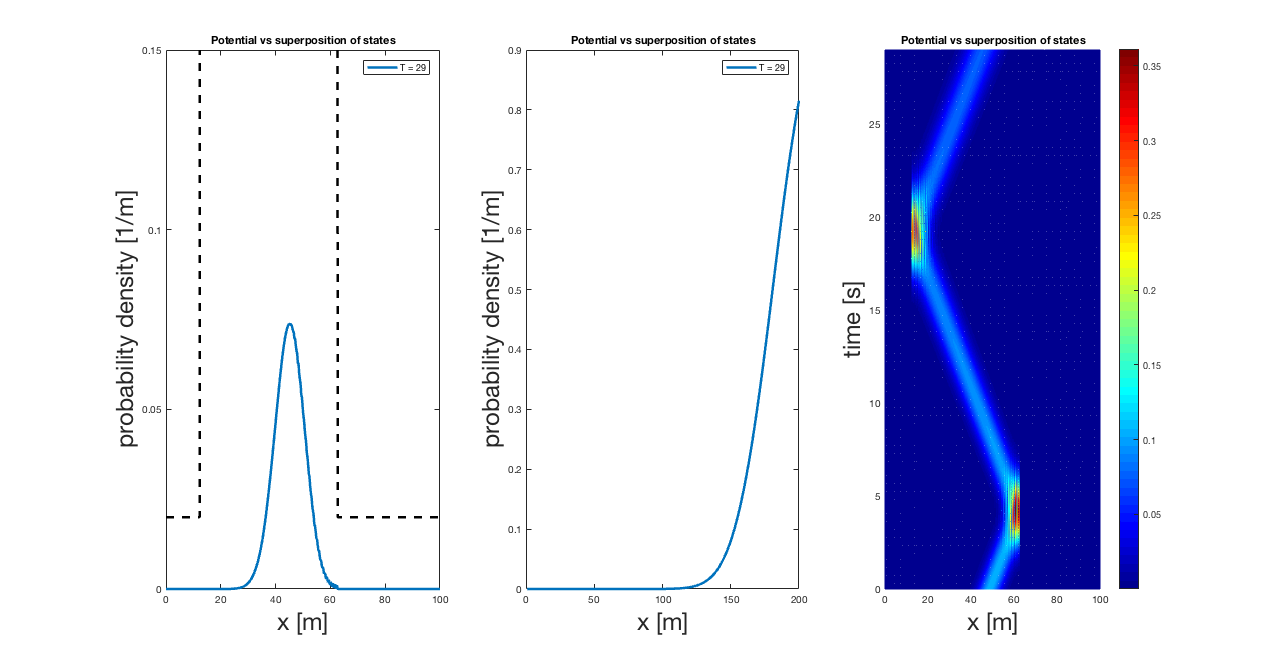 Potential vs superposition of states
T = 29
0.15
0.1
0.05
0
0 20 40 60 80 100
probability density [1/m]
x [m]
Potential vs superposition of states
T = 29
0.9
0.8
0.7
0.6
0.5
0.4
0.3
0.2
0.1
0
0 50 100 150 200
probability density [1/m]
x [m]
Potential vs superposition of states
25
20
15
10
5
0
0 20 40 60 80 100
time [s]
x [m]
0.35
0.3
0.25
0.2
0.15
0.1
0.05